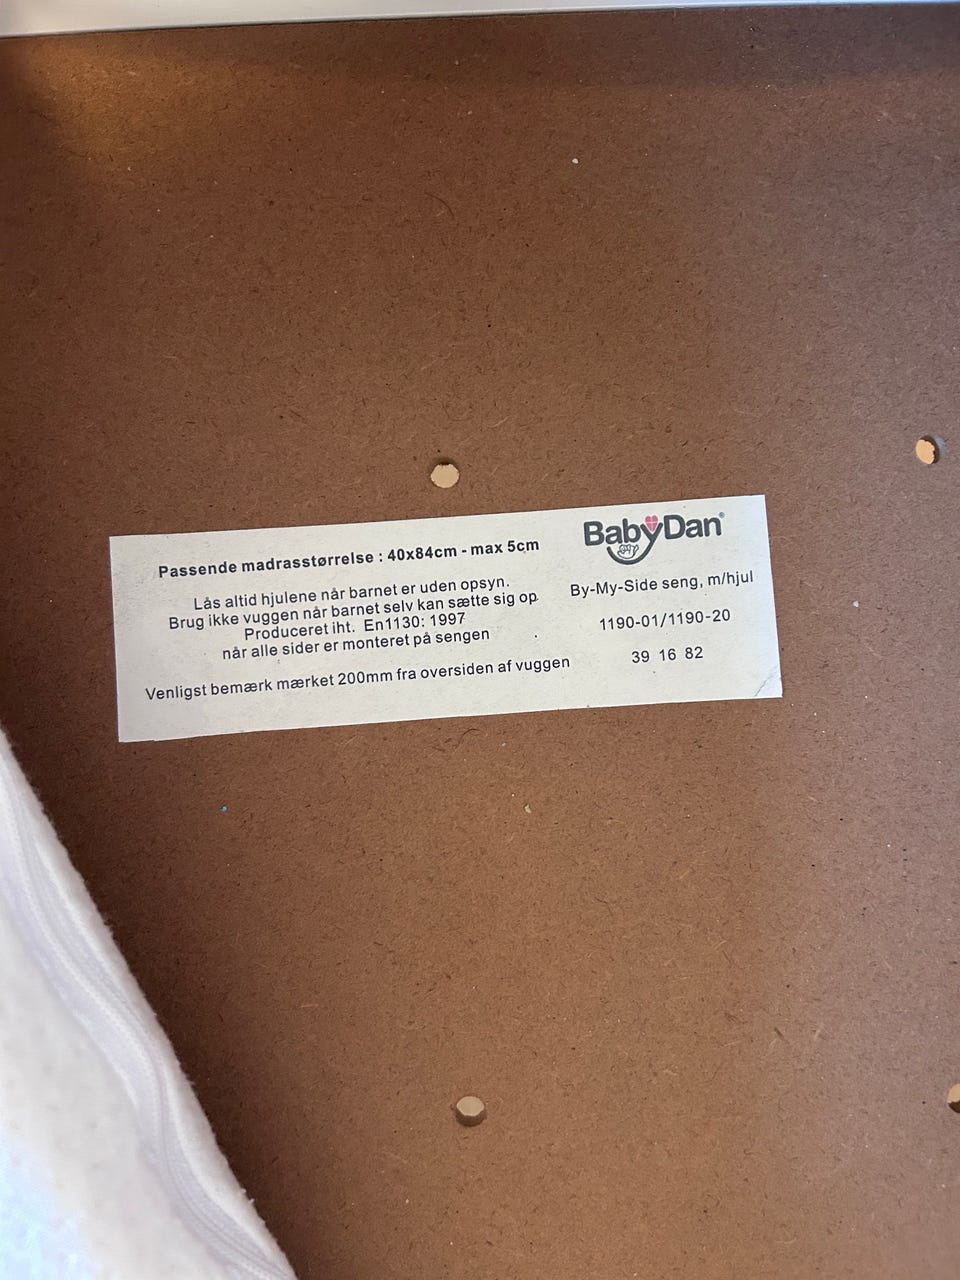 Passende madrasstørrelse : 40x84cm - max 5cm
Lås altid hjulene når barnet er uden opsyn.
Brug ikke vuggen når barnet selv kan sætte sig op.
Produceret iht. En1130: 1997
når alle sider er monteret på sengen
Venligst bemærk mærket 200mm fra oversiden af vuggen
BabyDan®
By-My-Side seng, m/hjul
1190-01/1190-20
39 16 82